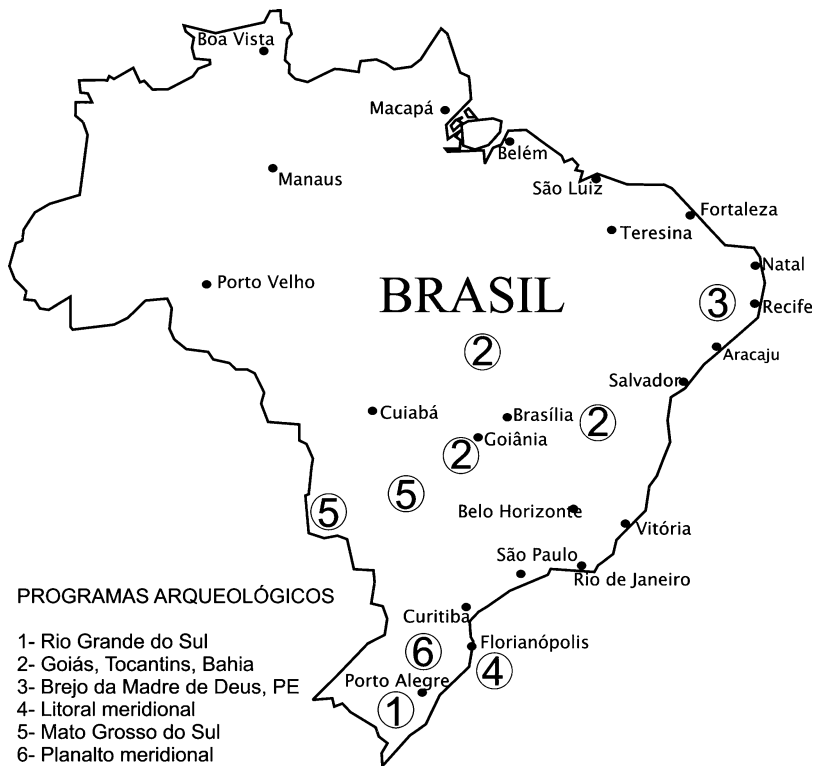 Boa Vista
Macapá
Belém
Manaus
São Luiz
Fortaleza
Teresina
Natal
Porto Velho
BRASIL
3
Recife
2
Aracaju
Salvador
Cuiabá
Brasília
2
Goiânia
2
5
5
Belo Horizonte
Vitória
São Paulo
Rio de Janeiro
Curitiba
Florianópolis
6
4
Porto Alegre
1
PROGRAMAS ARQUEOLÓGICOS
1- Rio Grande do Sul
2- Goiás, Tocantins, Bahia
3- Brejo da Madre de Deus, PE
4- Litoral meridional
5- Mato Grosso do Sul
6- Planalto meridional